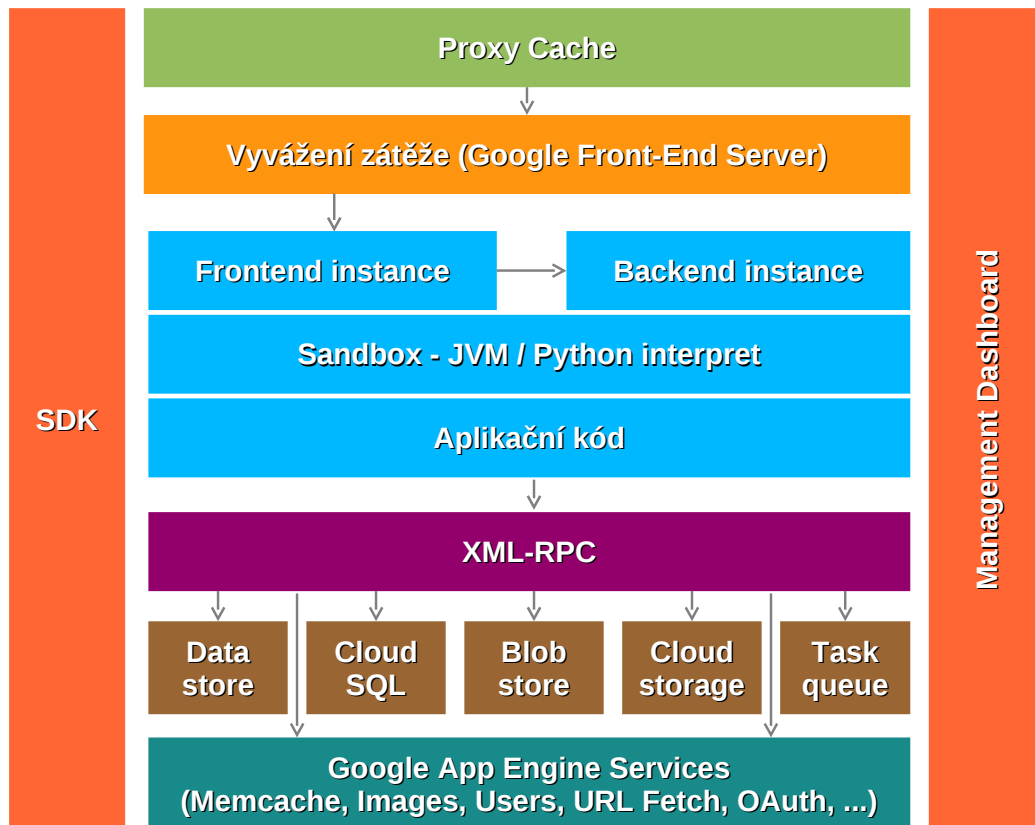 Proxy Cache
Vyvážení zátěže (Google Front-End Server)
Frontend instance
Backend instance
Sandbox - JVM / Python interpret
SDK
Aplikační kód
Management Dashboard
XML-RPC
Data
store
Cloud
SQL
Blob
store
Cloud
storage
Task
queue
Google App Engine Services
(Memcache, Images, Users, URL Fetch, OAuth, ...)